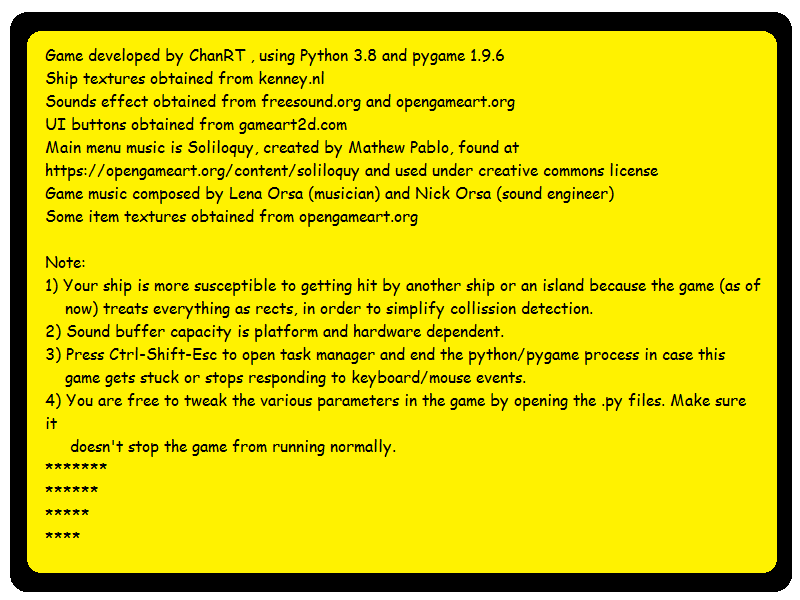 Game developed by ChanRT , using Python 3.8 and pygame 1.9.6
Ship textures obtained from kenney.nl
Sounds effect obtained from freesound.org and opengameart.org
UI buttons obtained from gameart2d.com
Main menu music is Soliloquy, created by Mathew Pablo, found at
https://opengameart.org/content/soliloquy and used under creative commons license
Game music composed by Lena Orsa (musician) and Nick Orsa (sound engineer)
Some item textures obtained from opengameart.org

Note:
1) Your ship is more susceptible to getting hit by another ship or an island because the game (as of
now) treats everything as rects, in order to simplify collission detection.
2) Sound buffer capacity is platform and hardware dependent.
3) Press Ctrl-Shift-Esc to open task manager and end the python/pygame process in case this
game gets stuck or stops responding to keyboard/mouse events.
4) You are free to tweak the various parameters in the game by opening the .py files. Make sure
it
doesn't stop the game from running normally.
*******
******
*****
****